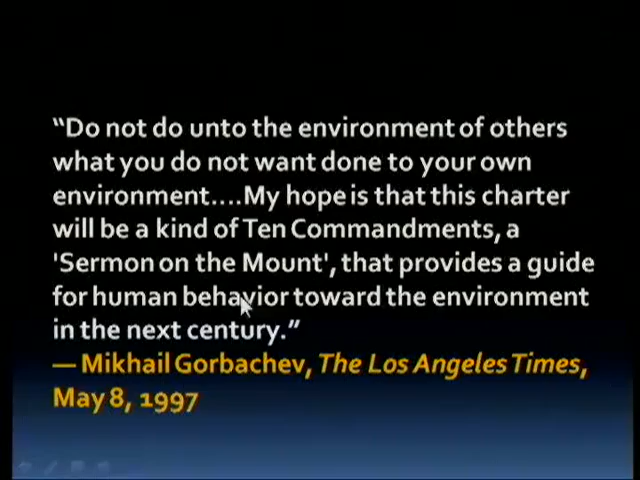 “Do not do unto the environment of others
what you do not want done to your own
environment....My hope is that this charter
will be a kind of Ten Commandments, a
'Sermon on the Mount', that provides a guide
for human behavior toward the environment
in the next century.”
— Mikhail Gorbachev, The Los Angeles Times,
May 8, 1997